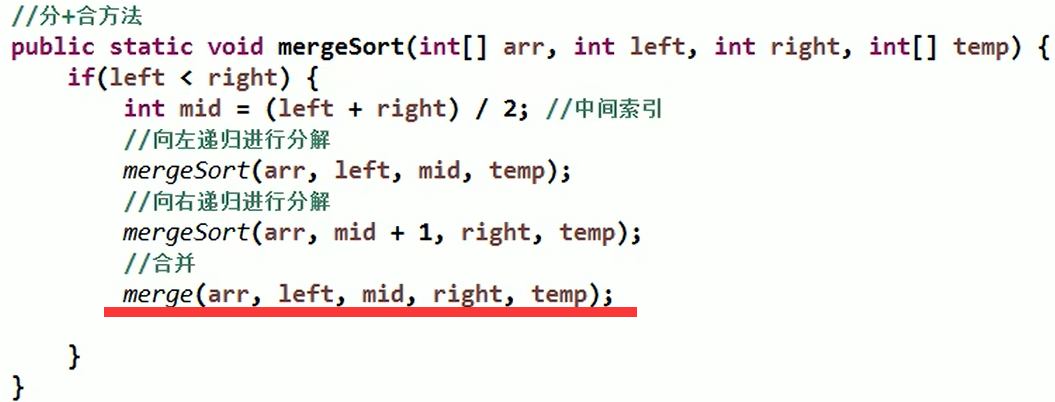 //分+合方法
public static void mergeSort(int[] arr, int left, int right, int[] temp) {
    if(left < right) {
        int mid = (left + right) / 2; //中间索引
        //向左递归进行分解
        mergeSort(arr, left, mid, temp);
        //向右递归进行分解
        mergeSort(arr, mid + 1, right, temp);
        //合并
        merge(arr, left, mid, right, temp);
    }
}